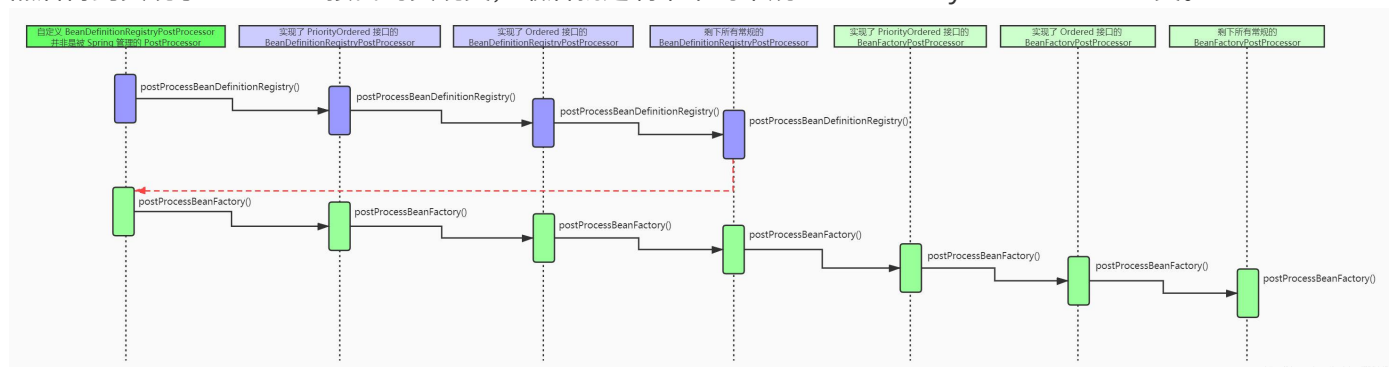 自定义 BeanDefinitionRegistryPostProcessor
并非是被 Spring 管理的 PostProcessor
实现了 PriorityOrdered 接口的
BeanDefinitionRegistryPostProcessor
实现了 Ordered 接口的
BeanDefinitionRegistryPostProcessor
剩下所有常规的
BeanDefinitionRegistryPostProcessor
实现了 PriorityOrdered 接口的
BeanFactoryPostProcessor
实现了 Ordered 接口的
BeanFactoryPostProcessor
剩下所有常规的
BeanFactoryPostProcessor
postProcessBeanDefinitionRegistry()
postProcessBeanDefinitionRegistry()
postProcessBeanDefinitionRegistry()
postProcessBeanDefinitionRegistry()
postProcessBeanFactory()
postProcessBeanFactory()
postProcessBeanFactory()
postProcessBeanFactory()
postProcessBeanFactory()
postProcessBeanFactory()
postProcessBeanFactory()